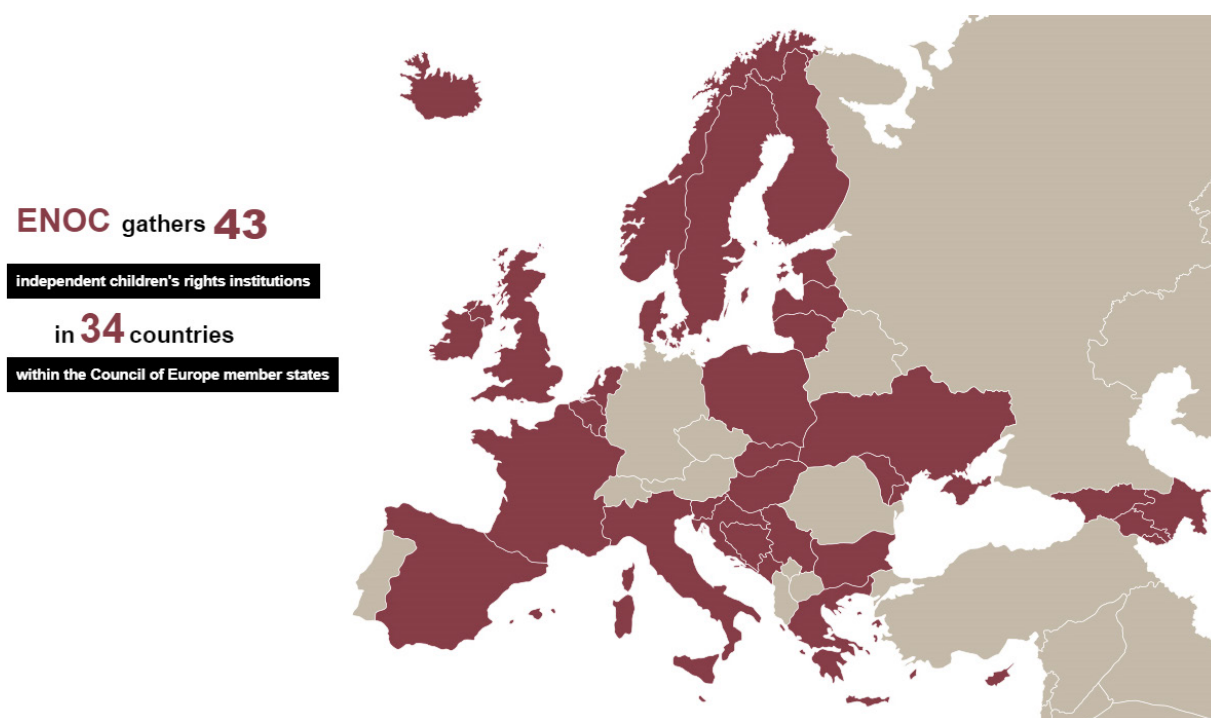 ENOC gathers 43
independent children's rights institutions
in 34 countries
within the Council of Europe member states